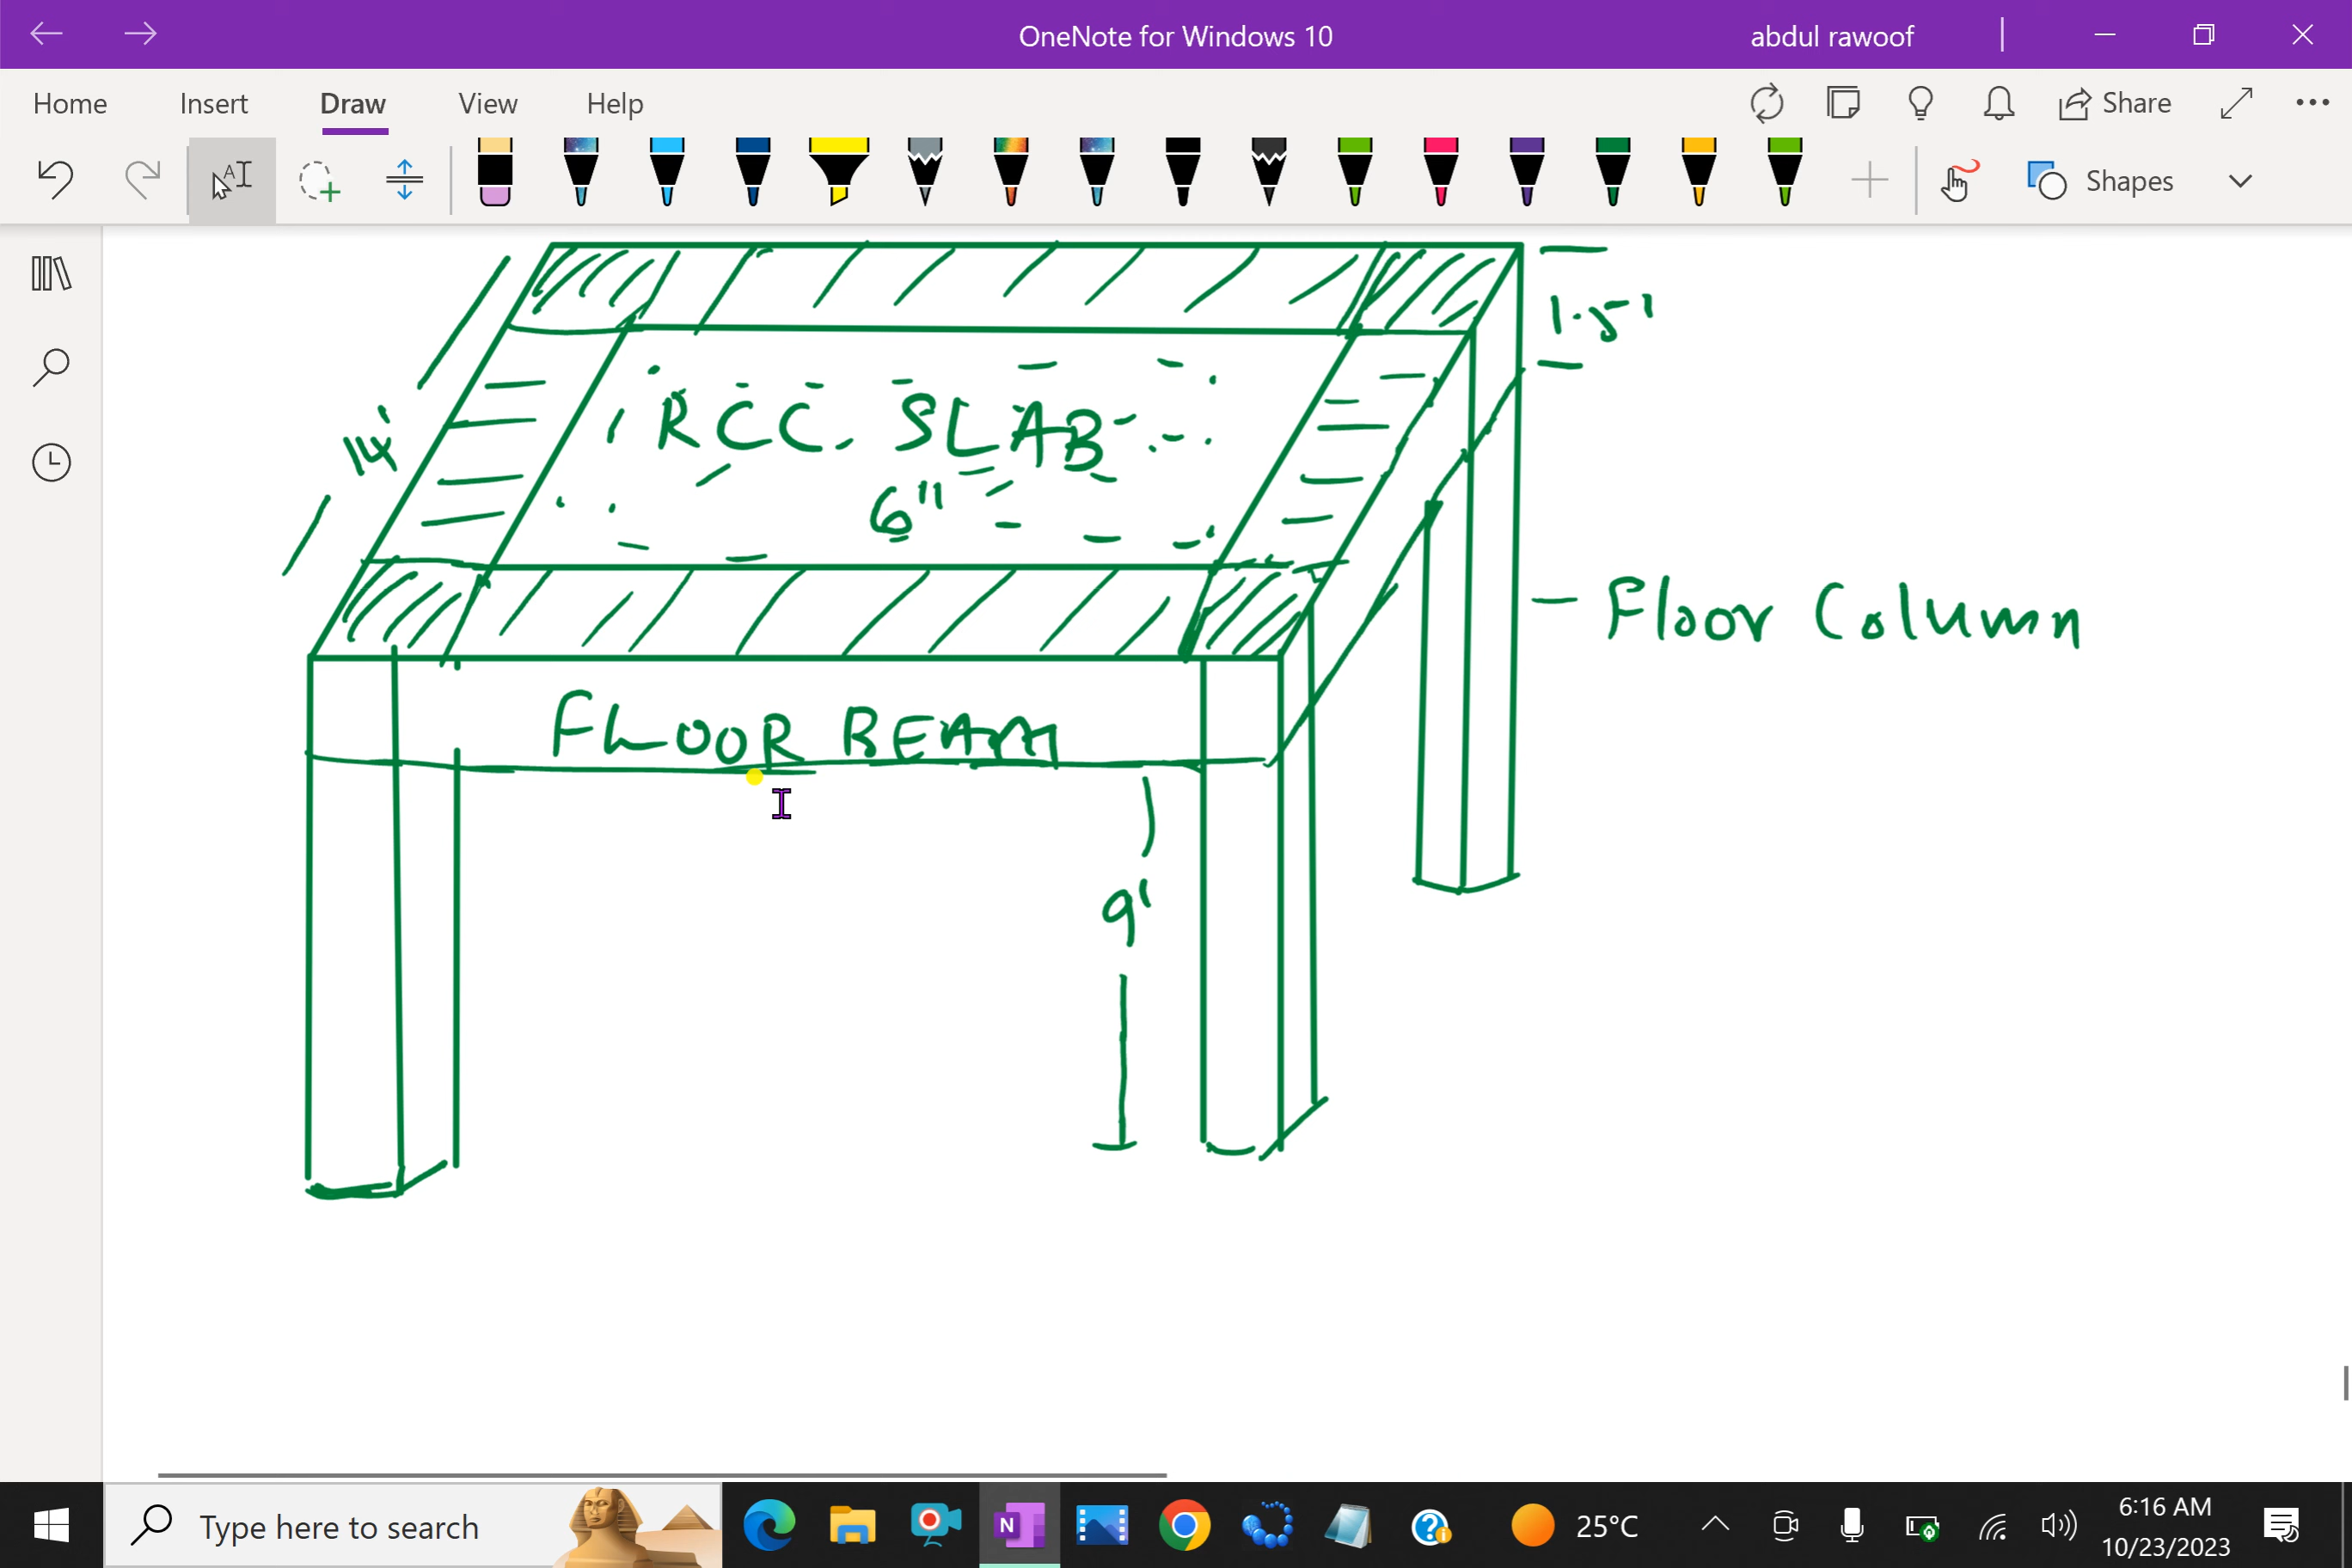 OneNote for Windows 10
abdul rawoof
Home Insert Draw View Help
Share
Shapes
1.5'
RCC SLAB
14'
6"
Floor Column
FLOOR BEAM
9'
Type here to search
25°C
6:16 AM
10/23/2023